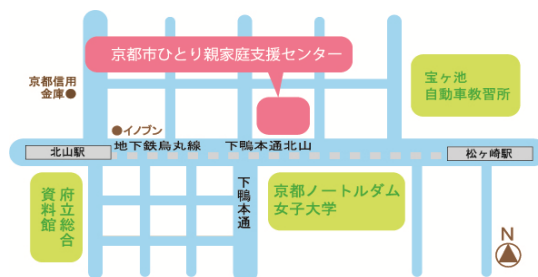 京都市ひとり親家庭支援センター
京都信用
金庫
宝ヶ池
自動車教習所
イノブン
地下鉄烏丸線
下鴨本通北山
北山駅
松ヶ崎駅
府立総合
資料館
下鴨本通
京都ノートルダム
女子大学
N